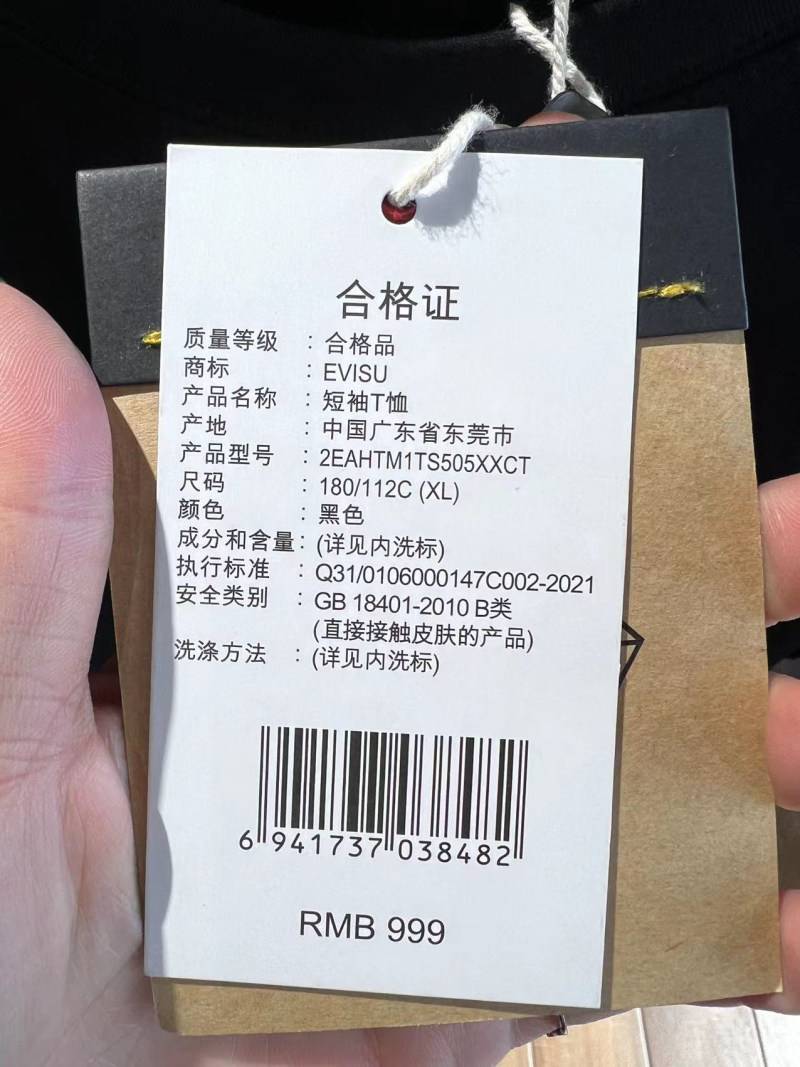 合格证
质量等级 : 合格品
商标 : EVISU
产品名称 : 短袖T恤
产地 : 中国广东省东莞市
产品型号 : 2EAHTM1TS505XXCT
尺码 : 180/112C (XL)
颜色 : 黑色
成分和含量 : (详见内洗标)
执行标准 : Q31/0106000147C002-2021
安全类别 : GB 18401-2010 B类
(直接接触皮肤的产品)
洗涤方法 : (详见内洗标)
6 941737 038482
RMB 999